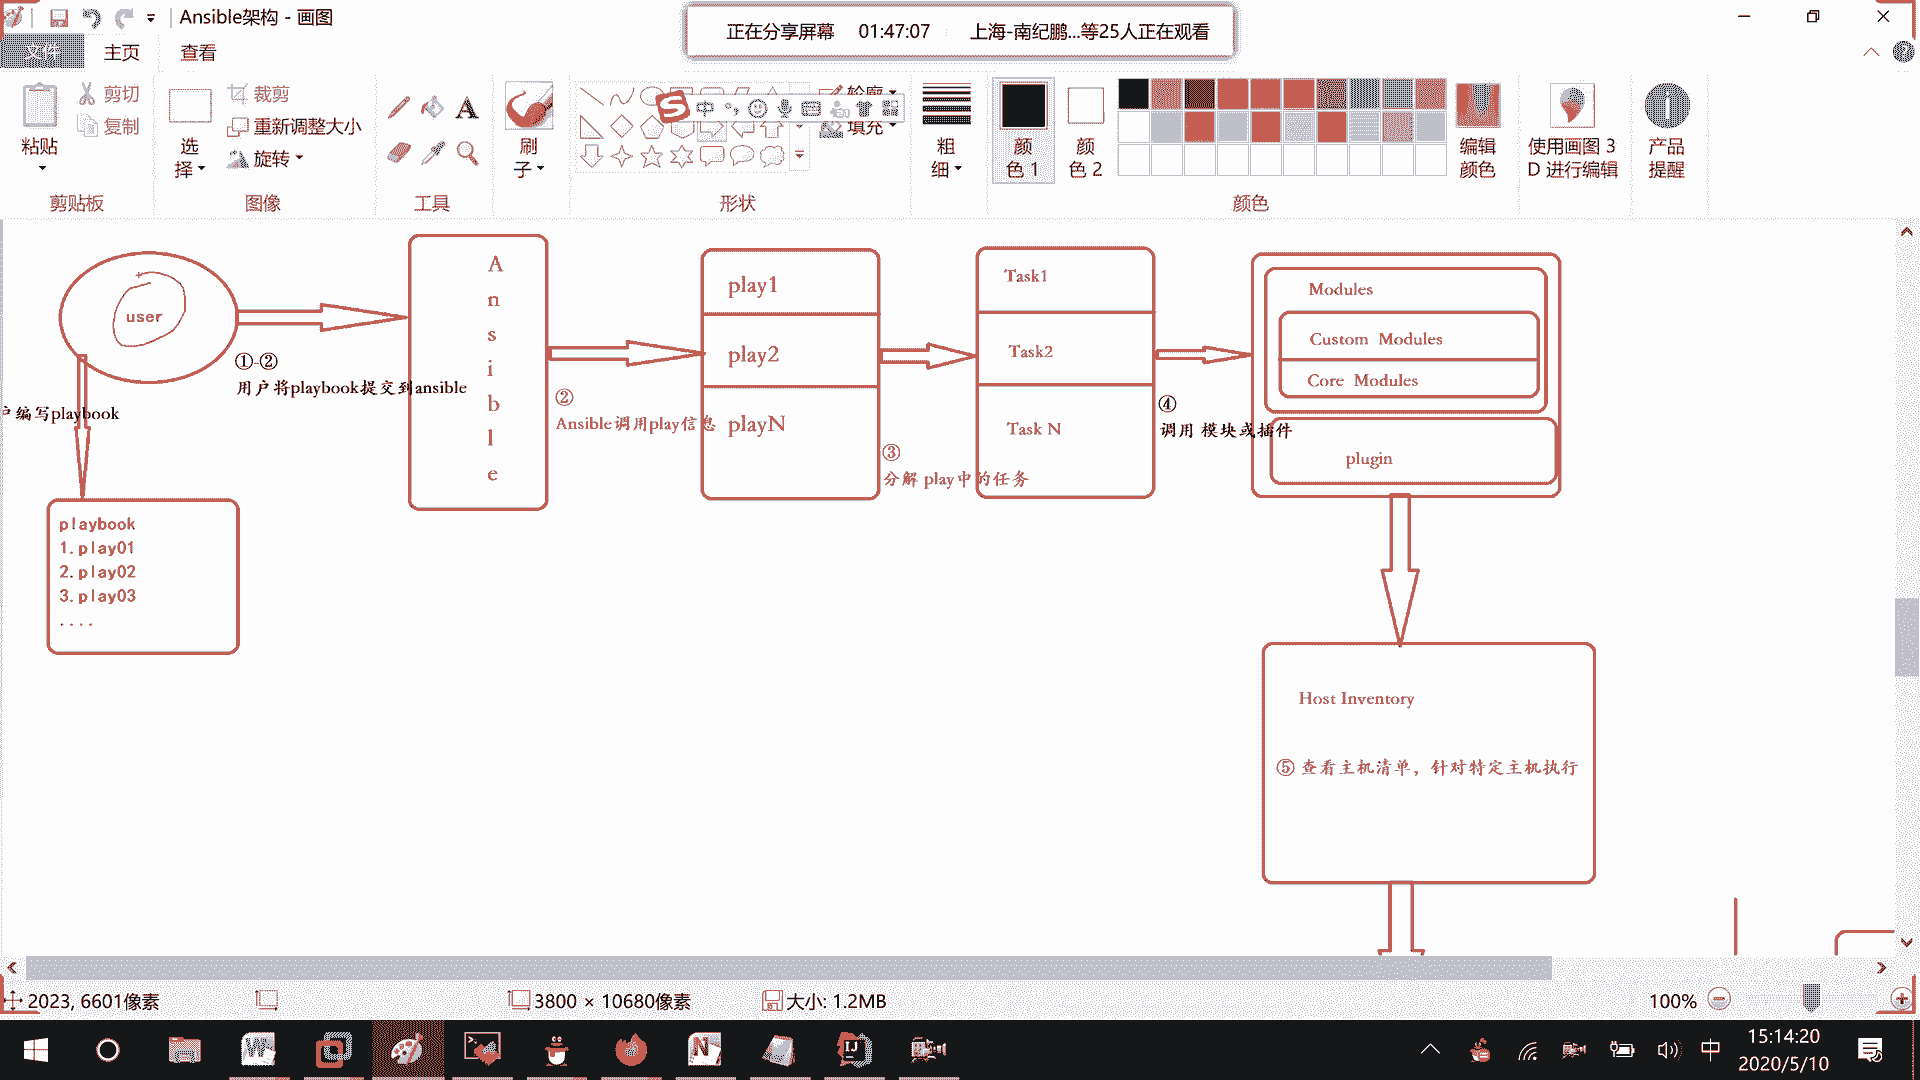 Ansible架构 - 画图
正在分享屏幕 01:47:07 上海-南纪鹏...等25人正在观看
文件 主页 查看
粘贴
剪切
复制
剪贴板
选择
裁剪
重新调整大小
旋转
图像
工具
刷子
轮廓
填充
形状
粗细
颜色 1
颜色 2
颜色
编辑颜色
使用画图 3D 进行编辑
产品提醒
user
①-②
用户将playbook提交到ansible
户编写playbook
playbook
1.play01
2.play02
3.play03
....
Ansible
②
Ansible调用play信息
play1
play2
playN
③
分解 play中的任务
Task1
Task2
Task N
④
调用 模块或插件
Modules
Custom Modules
Core Modules
plugin
Host Inventory
⑤ 查看主机清单，针对特定主机执行
2023, 6601像素
3800 × 10680像素
大小: 1.2MB
100%
中
15:14:20
2020/5/10